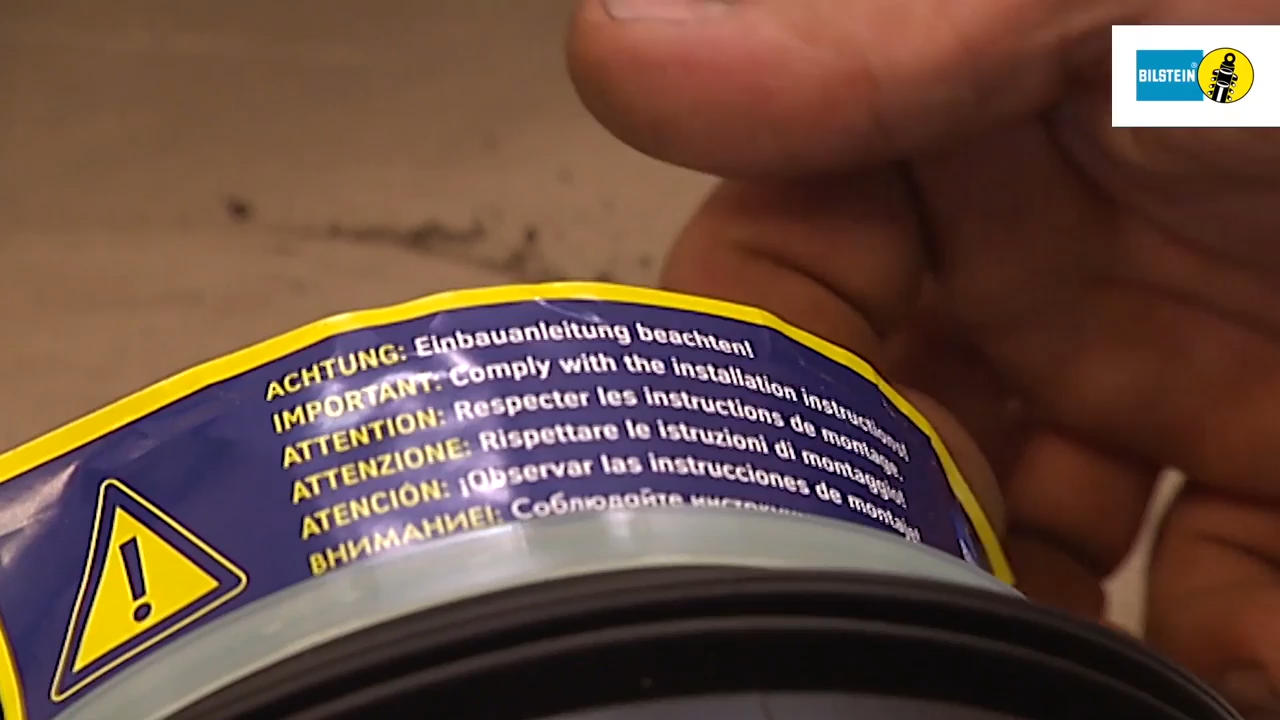 BILSTEIN®
ACHTUNG: Einbauanleitung beachten!
IMPORTANT: Comply with the installation instructions!
ATTENTION: Respecter les instructions de montage.
ATTENZIONE: Rispettare le istruzioni di montaggio!
ATENCIÓN: ¡Observar las instrucciones de montaje!
ВНИМАНИЕ!: Соблюдайте